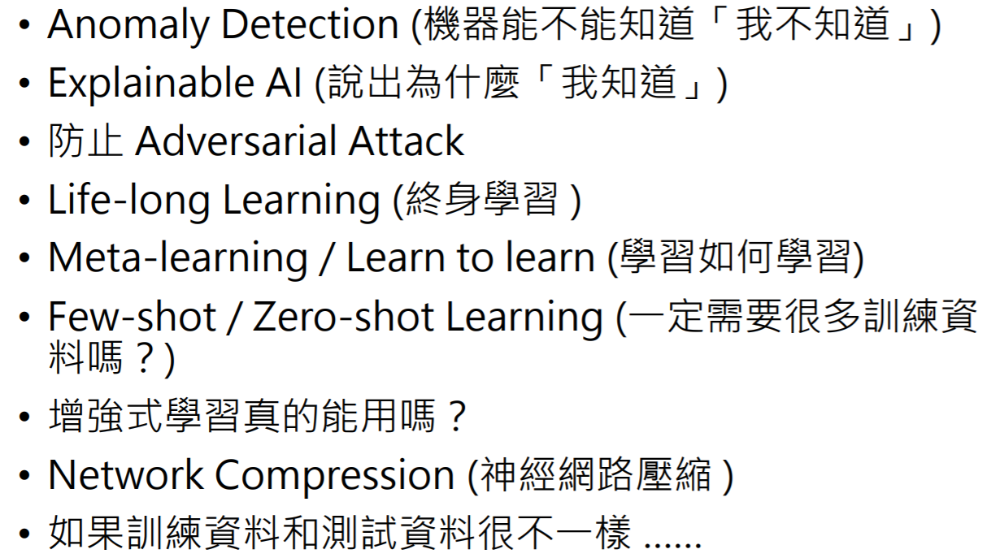 • Anomaly Detection (機器能不能知道「我不知道」)
• Explainable AI (說出為什麼「我知道」)
• 防止 Adversarial Attack
• Life-long Learning (終身學習)
• Meta-learning / Learn to learn (學習如何學習)
• Few-shot / Zero-shot Learning (一定需要很多訓練資
料嗎？)
• 增強式學習真的能用嗎？
• Network Compression (神經網路壓縮)
• 如果訓練資料和測試資料很不一樣 ……